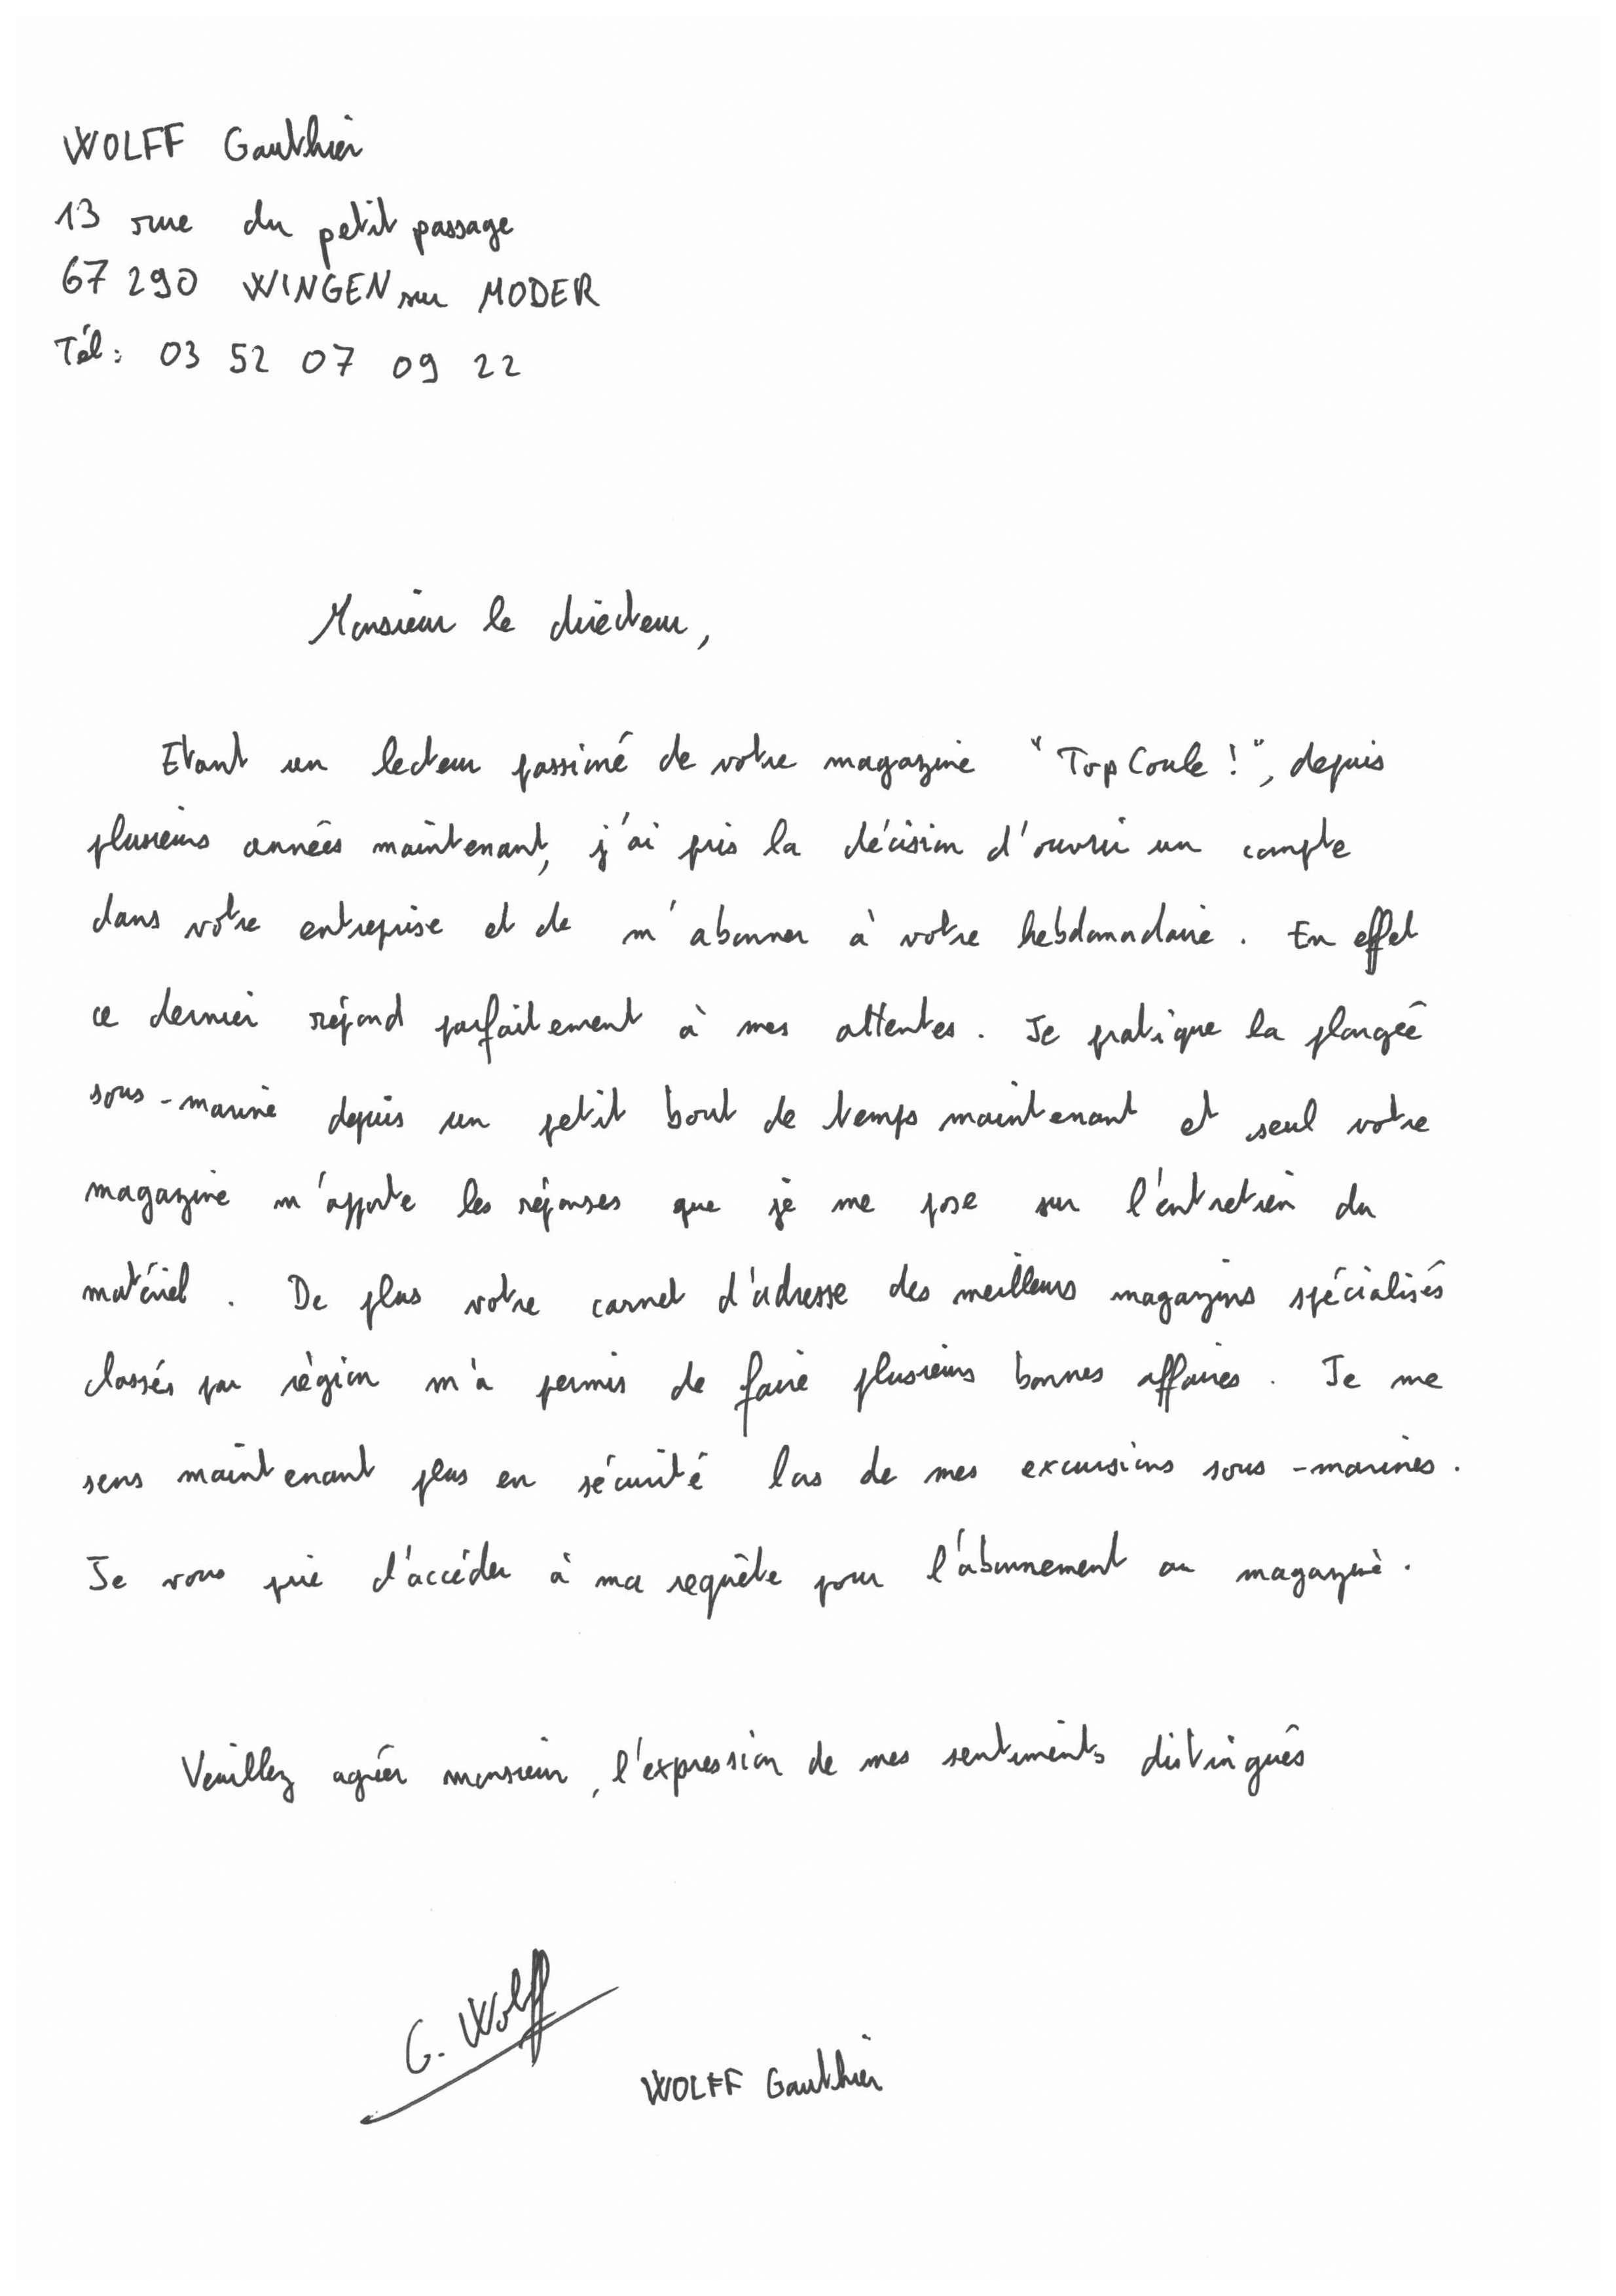 WOLFF Gauthier
13 rue du petit passage
67 290 WINGEN sur MODER
Tél : 03 52 07 09 22
Monsieur le directeur,
Etant un lecteur passioné de votre magazine "Top Coule !", depuis
plusieurs années maintenant, j'ai pris la décision d'ouvrir un compte
dans votre entreprise et de m'abonner à votre hebdomadaire. En effet
ce dernier répond parfaitement à mes attentes. Je pratique la plongée
sous-marine depuis un petit bout de temps maintenant et seul votre
magazine m'apporte les réponses que je me pose sur l'entretien du
matériel. De plus votre carnet d'adresse des meilleurs magazins spécialisés
classés par région m'a permis de faire plusieurs bonnes affaires. Je me
sens maintenant plus en sécurité lors de mes excursions sous-marines.
Je vous prie d'accéder à ma requête pour l'abonnement au magazine.
Veuillez agréer monsieur, l'expression de mes sentiments distingués
G. Wolff
WOLFF Gauthier